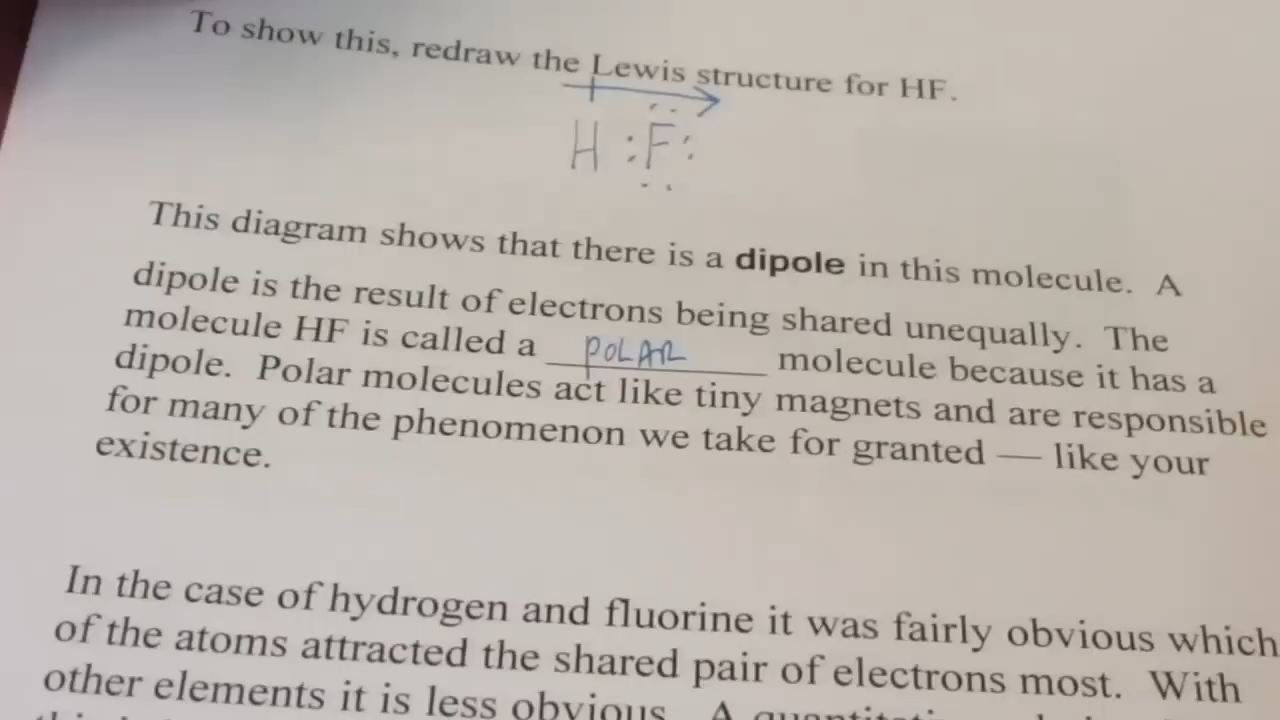 To show this, redraw the Lewis structure for HF.
H :F:
This diagram shows that there is a dipole in this molecule. A
dipole is the result of electrons being shared unequally. The
molecule HF is called a POLAR molecule because it has a
dipole. Polar molecules act like tiny magnets and are responsible
for many of the phenomenon we take for granted — like your
existence.
In the case of hydrogen and fluorine it was fairly obvious which
of the atoms attracted the shared pair of electrons most. With
other elements it is less obvious. A